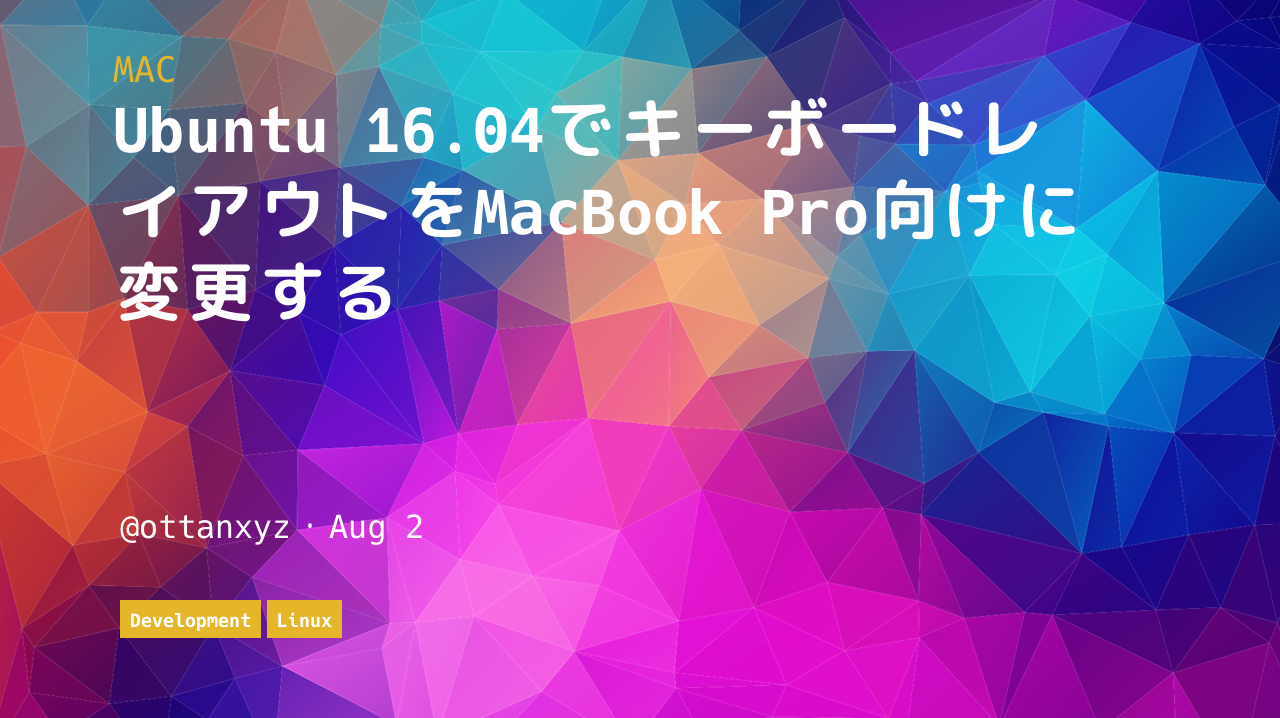 MAC
Ubuntu 16.04でキーボードレ
イアウトをMacBook Pro向けに
変更する
@ottanxyz · Aug 2
Development Linux